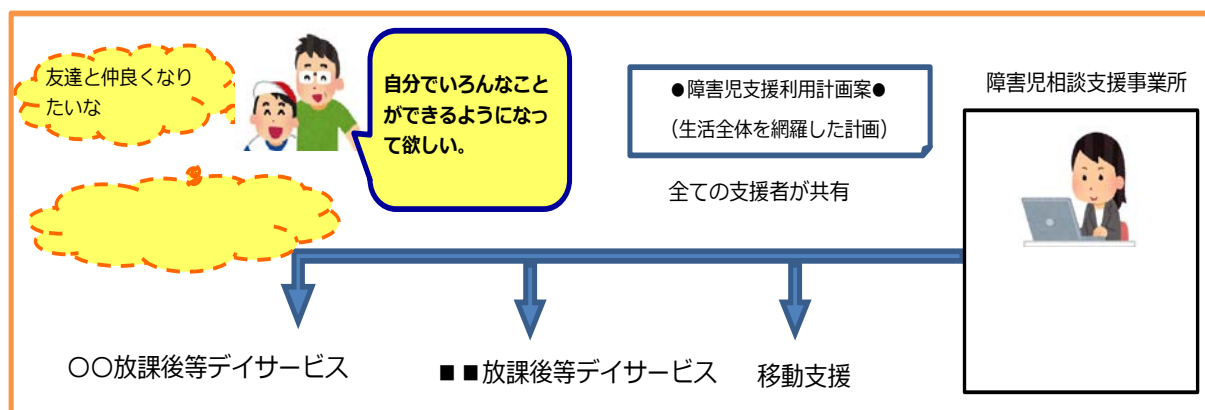 友達と仲良くなり
たいな
自分でいろんなこと
ができるようになっ
て欲しい。
●障害児支援利用計画案●
（生活全体を網羅した計画）
全ての支援者が共有
障害児相談支援事業所
〇〇放課後等デイサービス
■■放課後等デイサービス
移動支援